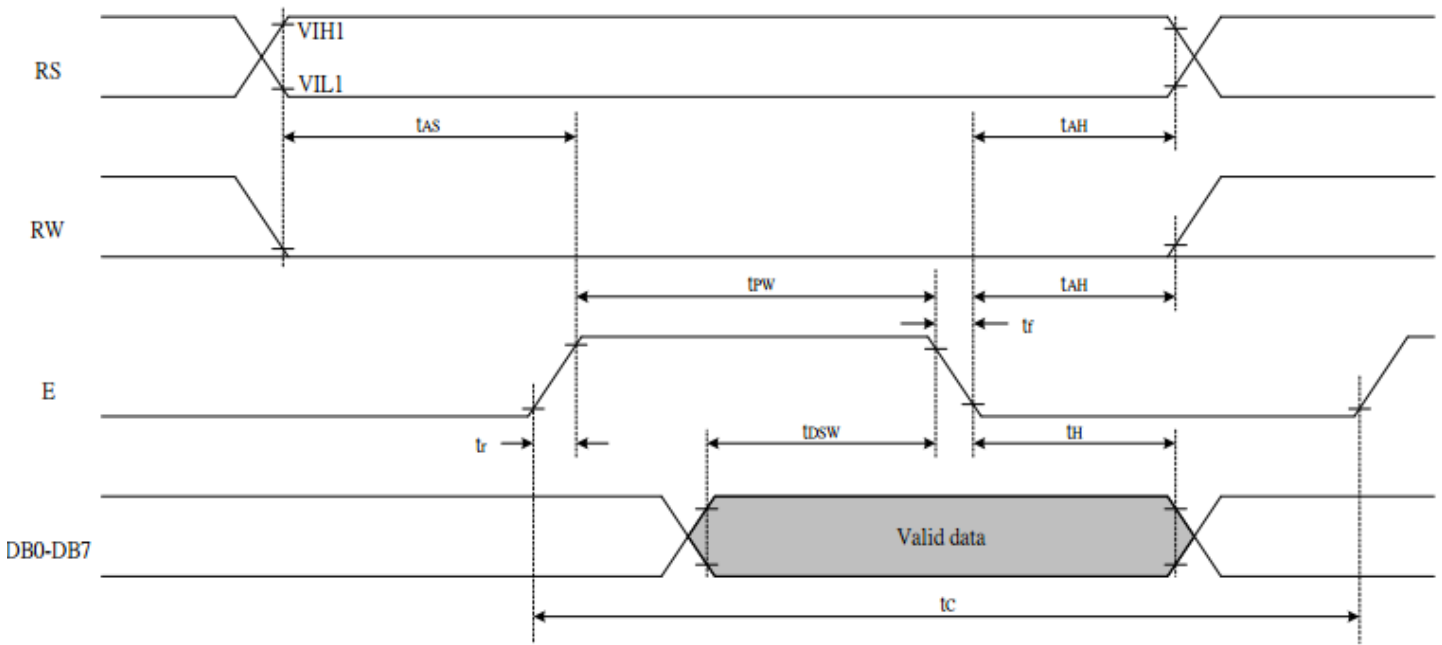 VIH1
RS
VIL1
tAS
tAH
RW
tPW
tAH
tf
E
tr
tDSW
tH
Valid data
DB0-DB7
tC